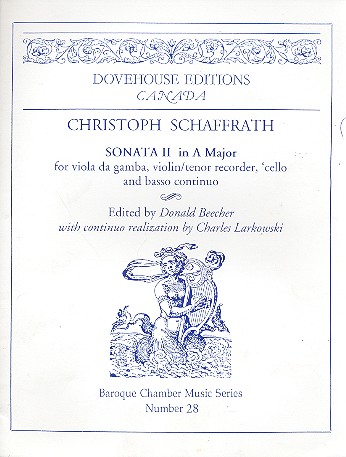 DOVEHOUSE EDITIONS
CANADA
CHRISTOPH SCHAFFRATH
SONATA II in A Major
for viola da gamba, violin/tenor recorder, 'cello
and basso continuo
Edited by Donald Beecher
with continuo realization by Charles Larkowski
Baroque Chamber Music Series
Number 28